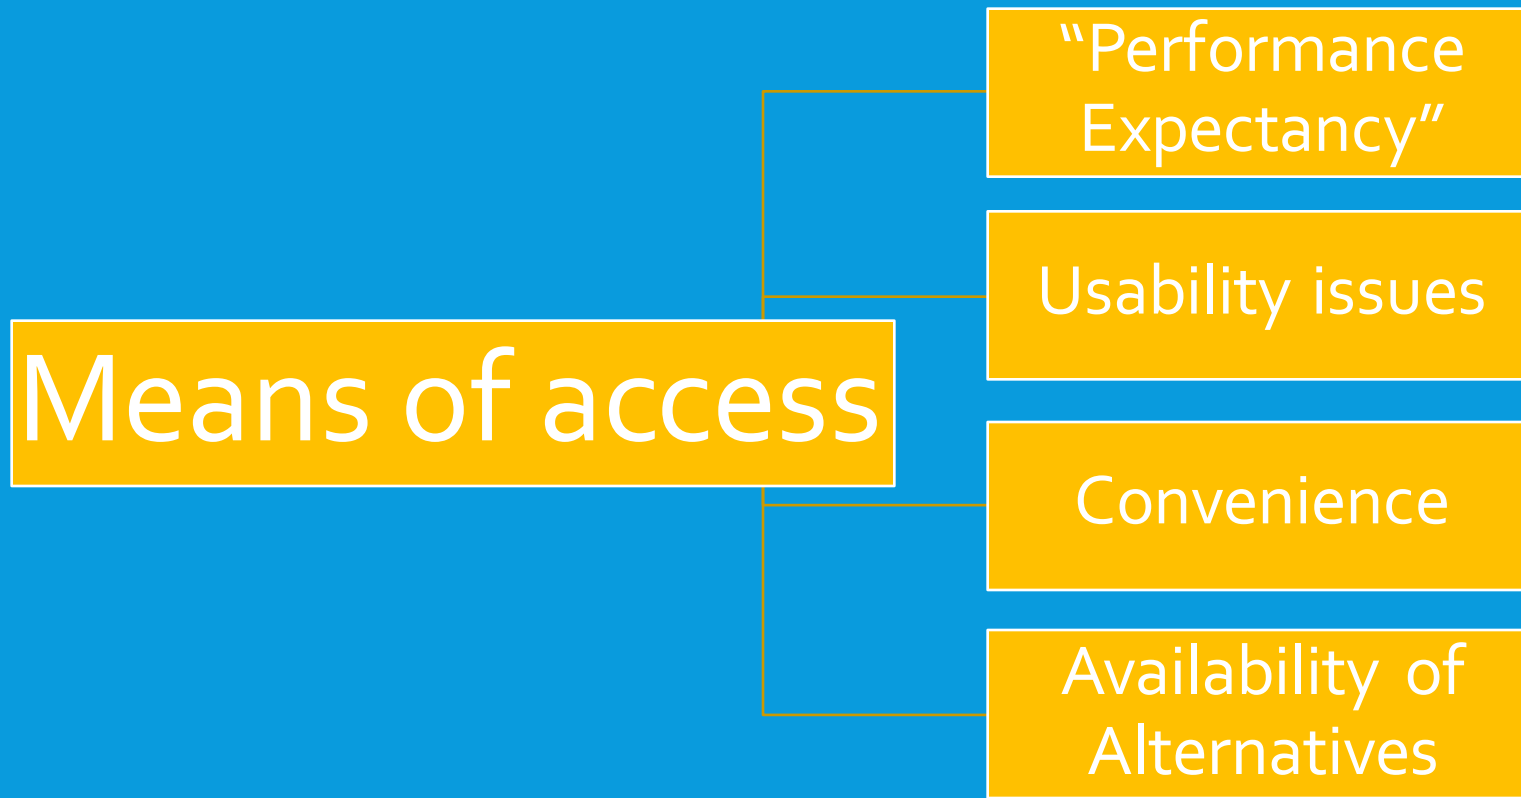 “Performance
Expectancy”
Usability issues
Means of access
Convenience
Availability of
Alternatives